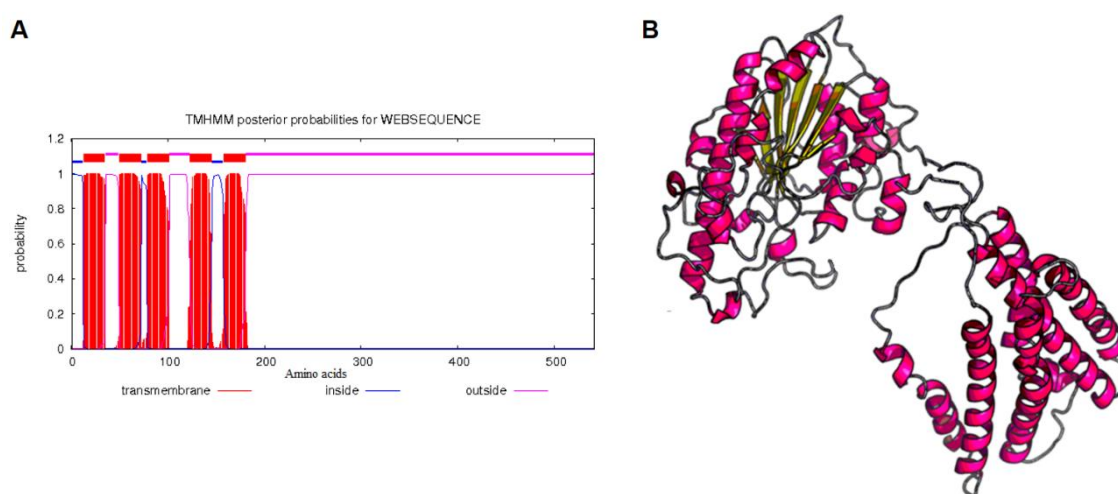 A
B
TMHMM posterior probabilities for WEBSEQUENCE
1.2
1
0.8
0.6
0.4
0.2
0
probability
0 100 200 300 400 500
Amino acids
transmembrane inside outside